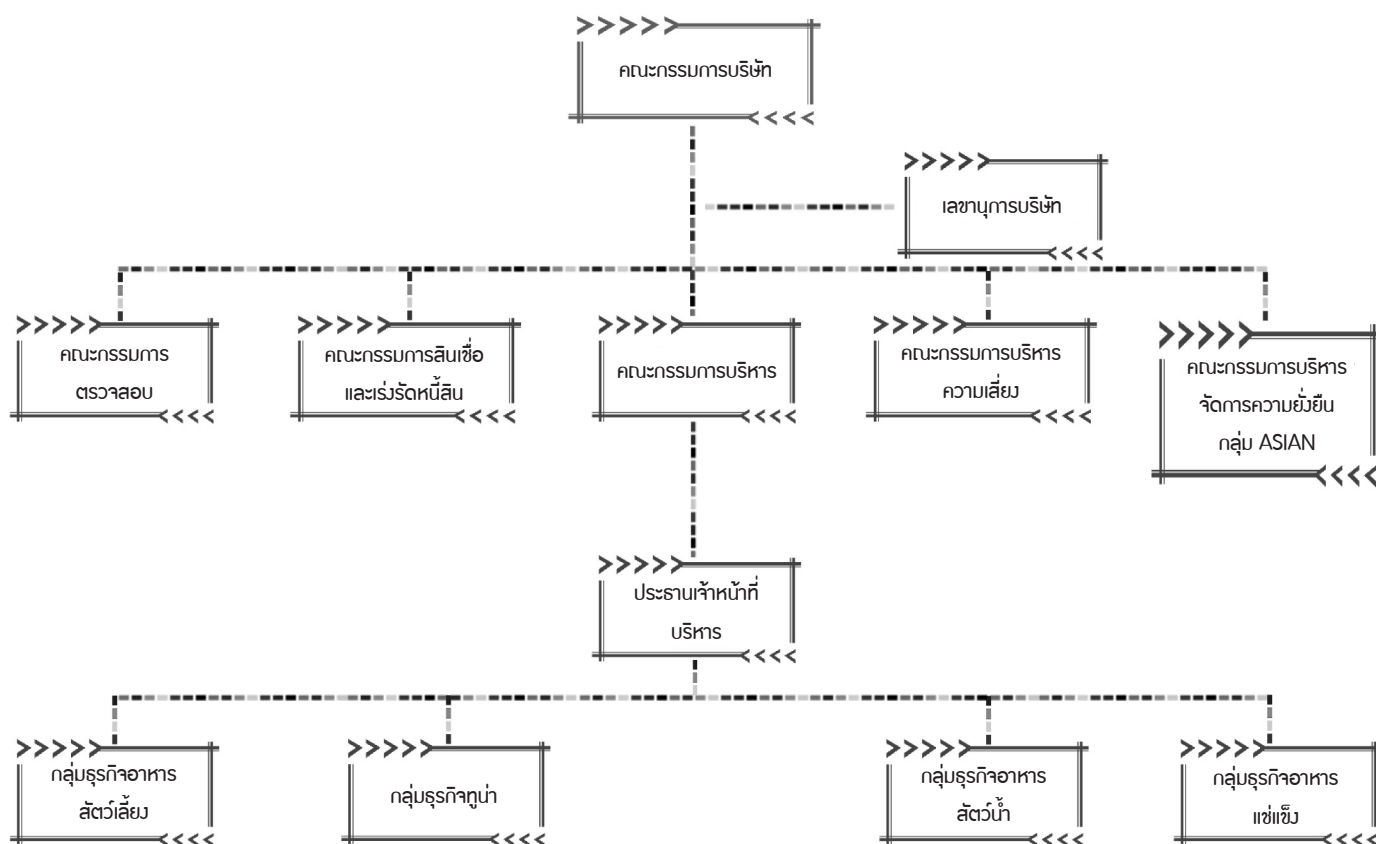 คณะกรรมการบริษัท
เลขานุการบริษัท
คณะกรรมการ
ตรวจสอบ
คณะกรรมการสินเชื่อ
และเร่งรัดหนี้สิน
คณะกรรมการบริหาร
คณะกรรมการบริหาร
ความเสี่ยง
คณะกรรมการบริหาร
จัดการความยั่งยืน
กลุ่ม ASIAN
ประธานเจ้าหน้าที่
บริหาร
กลุ่มธุรกิจอาหาร
สัตว์เลี้ยง
กลุ่มธุรกิจทูน่า
กลุ่มธุรกิจอาหาร
สัตว์น้ำ
กลุ่มธุรกิจอาหาร
แช่แข็ง